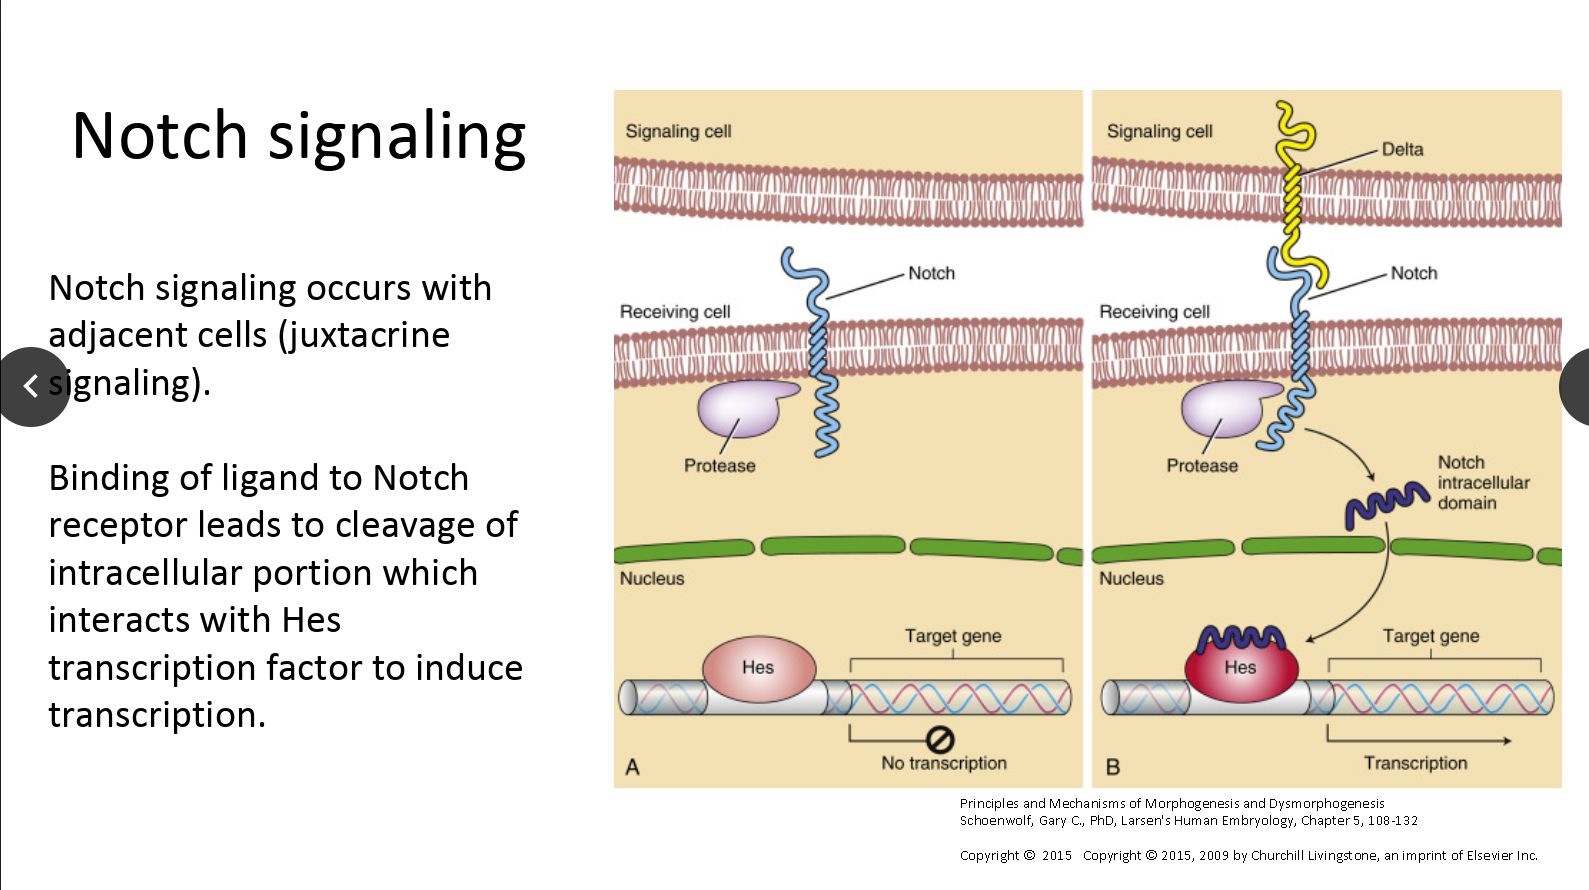 Notch signaling
Notch signaling occurs with
adjacent cells (juxtacrine
signaling).
Binding of ligand to Notch
receptor leads to cleavage of
intracellular portion which
interacts with Hes
transcription factor to induce
transcription.
Signaling cell
Notch
Receiving cell
Protease
Nucleus
Target gene
Hes
No transcription
A
Signaling cell
Delta
Notch
Receiving cell
Protease
Notch
intracellular
domain
Nucleus
Target gene
Hes
Transcription
B
Principles and Mechanisms of Morphogenesis and Dysmorphogenesis
Schoenwolf, Gary C., PhD, Larsen's Human Embryology, Chapter 5, 108-132
Copyright © 2015 Copyright © 2015, 2009 by Churchill Livingstone, an imprint of Elsevier Inc.